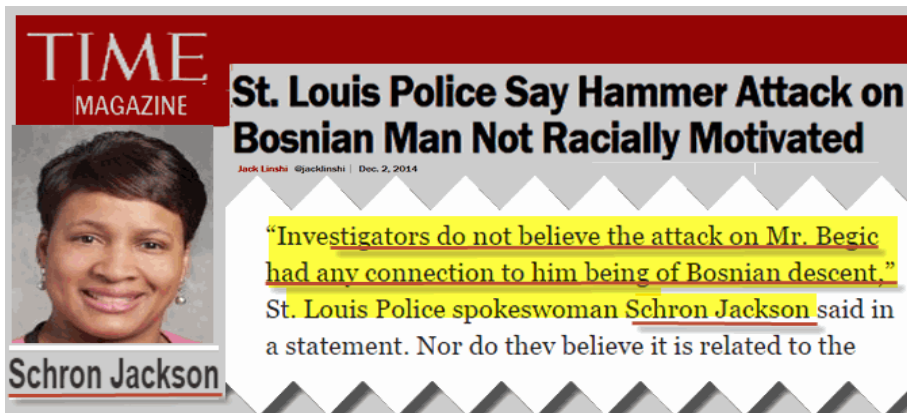 TIME
MAGAZINE
St. Louis Police Say Hammer Attack on
Bosnian Man Not Racially Motivated
Jack Linshi @jacklinshi | Dec. 2, 2014
“Investigators do not believe the attack on Mr. Begic
had any connection to him being of Bosnian descent,”
St. Louis Police spokeswoman Schron Jackson said in
a statement. Nor do they believe it is related to the
Schron Jackson